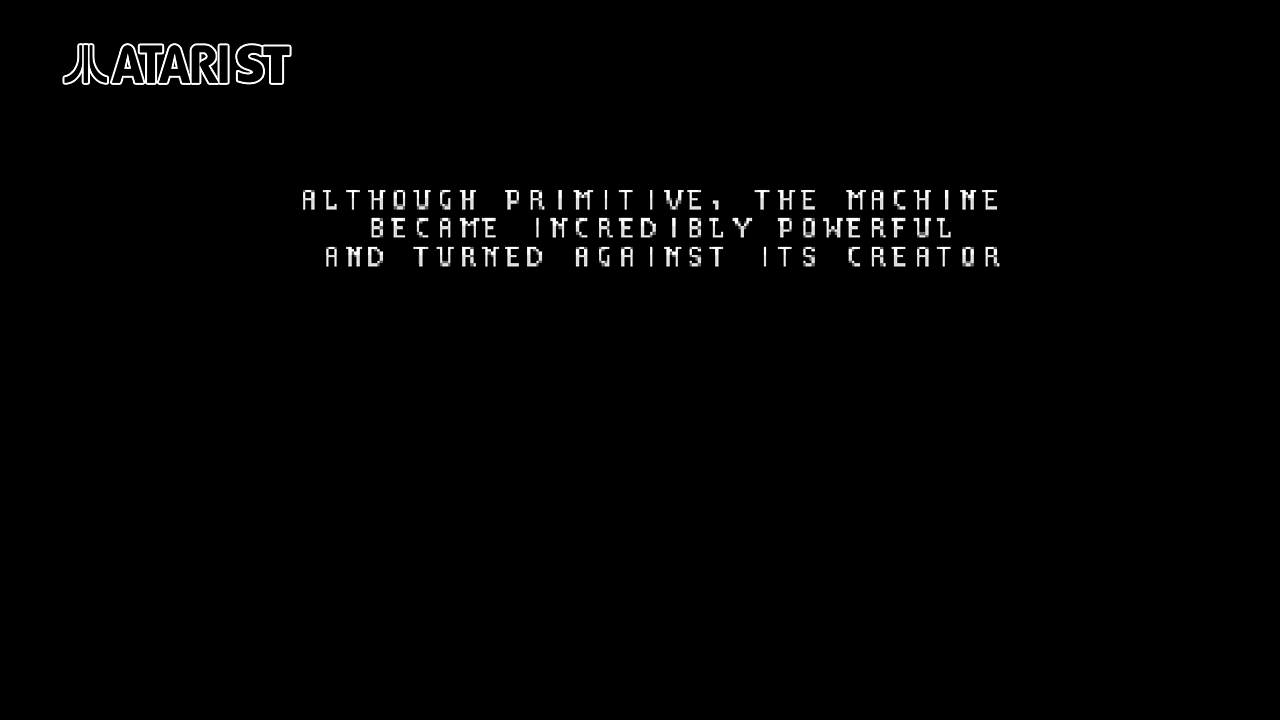 ATARI ST
ALTHOUGH PRIMITIVE, THE MACHINE
BECAME INCREDIBLY POWERFUL
AND TURNED AGAINST ITS CREATOR